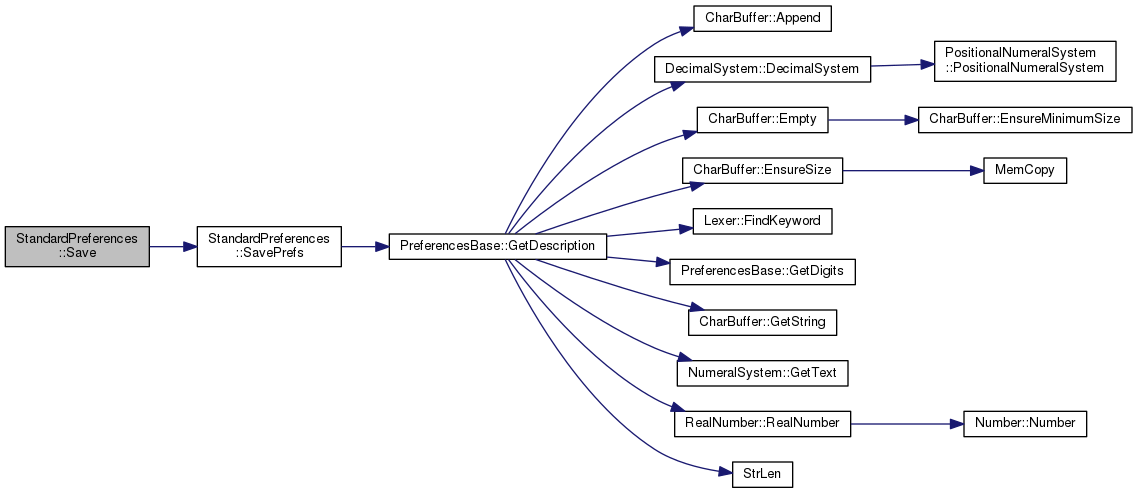 StandardPreferences
::Save
StandardPreferences
::SavePrefs
PreferencesBase::GetDescription
CharBuffer::Append
DecimalSystem::DecimalSystem
PositionalNumeralSystem
::PositionalNumeralSystem
CharBuffer::Empty
CharBuffer::EnsureMinimumSize
CharBuffer::EnsureSize
MemCopy
Lexer::FindKeyword
PreferencesBase::GetDigits
CharBuffer::GetString
NumeralSystem::GetText
RealNumber::RealNumber
Number::Number
StrLen